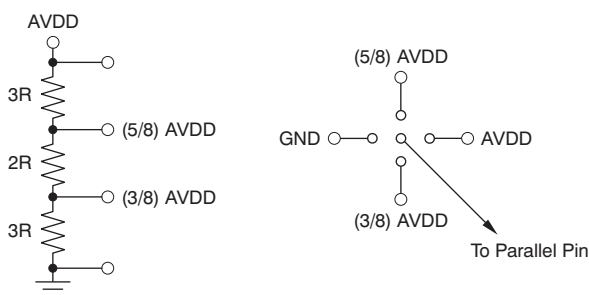 AVDD
3R
(5/8) AVDD
2R
(3/8) AVDD
3R
(5/8) AVDD
GND
AVDD
(3/8) AVDD
To Parallel Pin